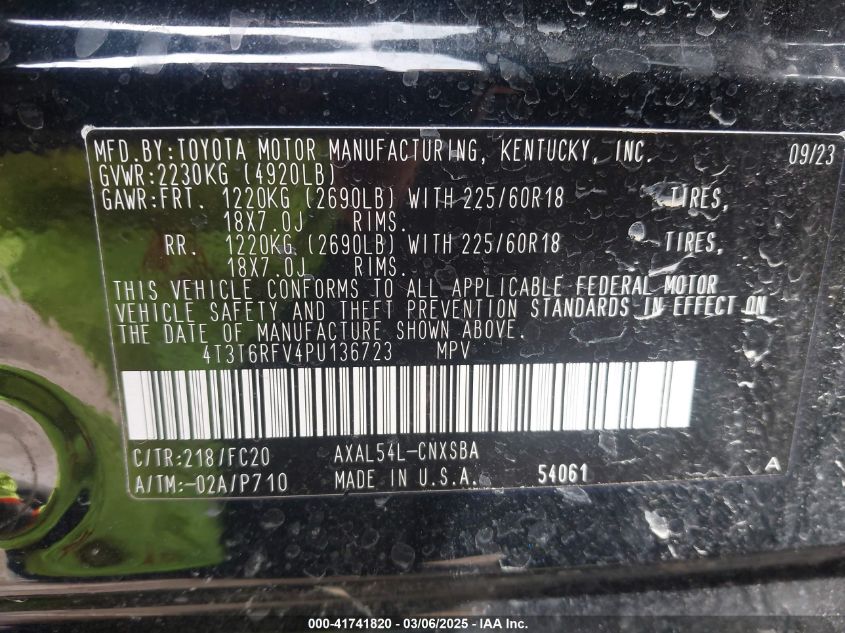 MFD.BY:TOYOTA MOTOR MANUFACTURING, KENTUCKY, INC. 09/23
GVWR:2230KG (4920LB)
GAWR:FRT. 1220KG (2690LB) WITH 225/60R18 TIRES,
18X7.0J RIMS.
RR. 1220KG (2690LB) WITH 225/60R18 TIRES,
18X7.0J RIMS.
THIS VEHICLE CONFORMS TO ALL APPLICABLE FEDERAL MOTOR
VEHICLE SAFETY AND THEFT PREVENTION STANDARDS IN EFFECT ON
THE DATE OF MANUFACTURE SHOWN ABOVE.
4T3T6RFV4PU136723 MPV
C/TR:218/FC20 AXAL54L-CNXSBA
A/TM:-02A/P710 MADE IN U.S.A. 54061 A
000-41741820 — 03/06/2025 — IAA Inc.